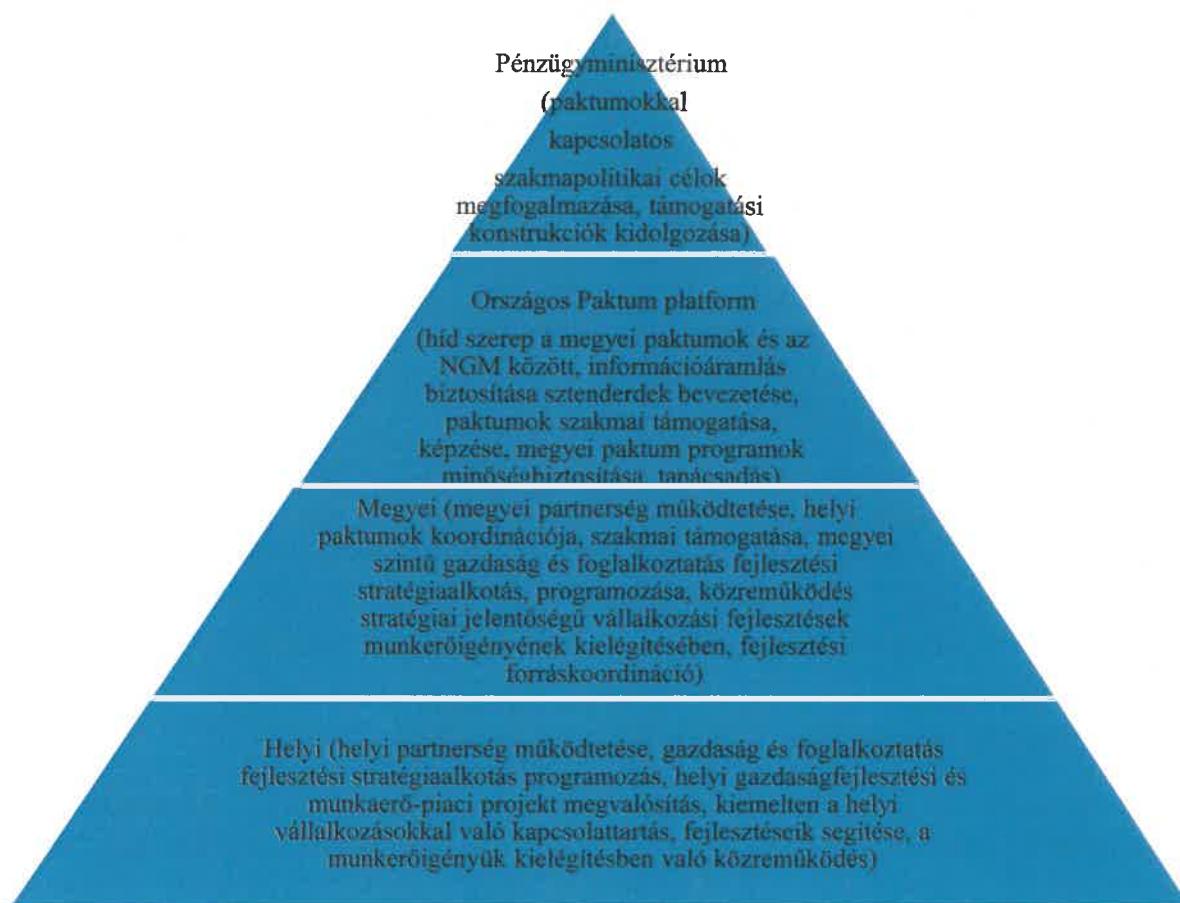 Pénzügyminisztérium
(paktumokkal
kapcsolatos
szakmapolitikai célok
megfogalmazása, támogatási
konstrukciók kidolgozása)
Országos Paktum platform
(híd szerep a megyei paktumok és az
NGM között, információáramlás
biztosítása sztenderdek bevezetése,
paktumok szakmai támogatása,
képzése, megyei paktum programok
minőségbiztosítása, tanácsadás)
Megyei (megyei partnerség működtetése, helyi
paktumok koordinációja, szakmai támogatása, megyei
szintű gazdaság és foglalkoztatás fejlesztési
stratégiaalkotás, programozása, közreműködés
stratégiai jelentőségű vállalkozási fejlesztések
munkerőigényének kielégítésében, fejlesztési
forráskoordináció)
Helyi (helyi partnerség működtetése, gazdaság és foglalkoztatás
fejlesztési stratégiaalkotás programozás, helyi gazdaságfejlesztési és
munkaerő-piaci projekt megvalósítás, kiemelten a helyi
vállalkozásokkal való kapcsolattartás, fejlesztéseik segítése, a
munkerőigényük kielégítésben való közreműködés)